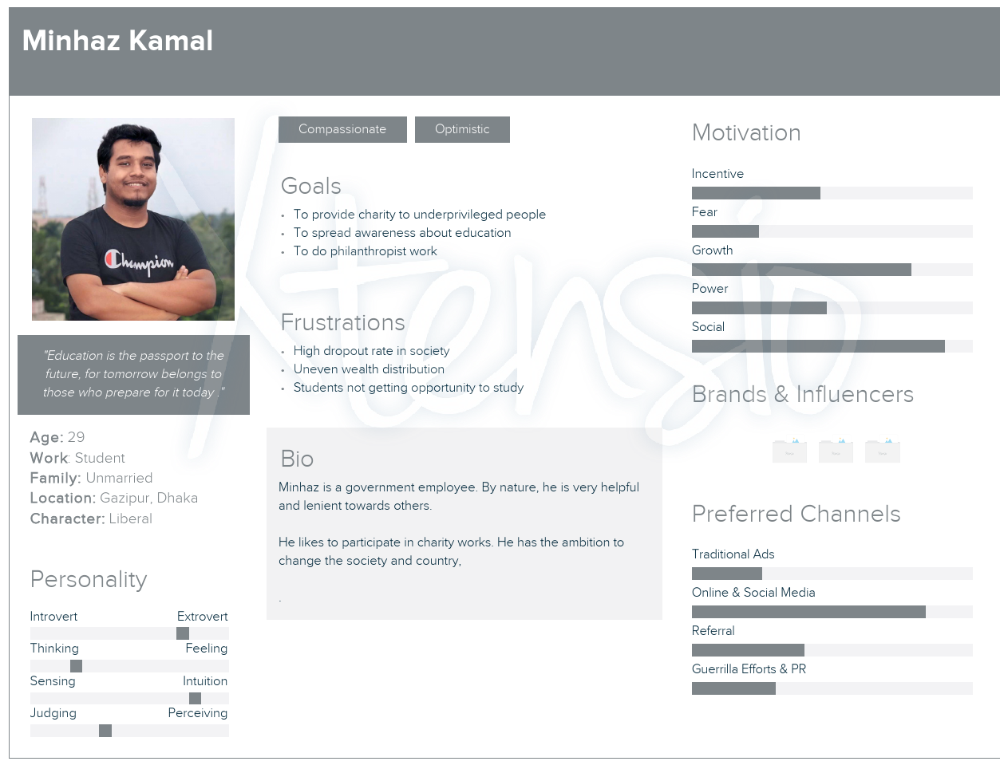 Minhaz Kamal
Champion
"Education is the passport to the
future, for tomorrow belongs to
those who prepare for it today ."
Age: 29
Work: Student
Family: Unmarried
Location: Gazipur, Dhaka
Character: Liberal
Personality
Introvert Extrovert
Thinking Feeling
Sensing Intuition
Judging Perceiving
Compassionate Optimistic
Goals
• To provide charity to underprivileged people
• To spread awareness about education
• To do philanthropist work
Frustrations
• High dropout rate in society
• Uneven wealth distribution
• Students not getting opportunity to study
Bio
Minhaz is a government employee. By nature, he is very helpful
and lenient towards others.
He likes to participate in charity works. He has the ambition to
change the society and country,
.
Motivation
Incentive
Fear
Growth
Power
Social
Brands & Influencers
Preferred Channels
Traditional Ads
Online & Social Media
Referral
Guerrilla Efforts & PR
Xtensio